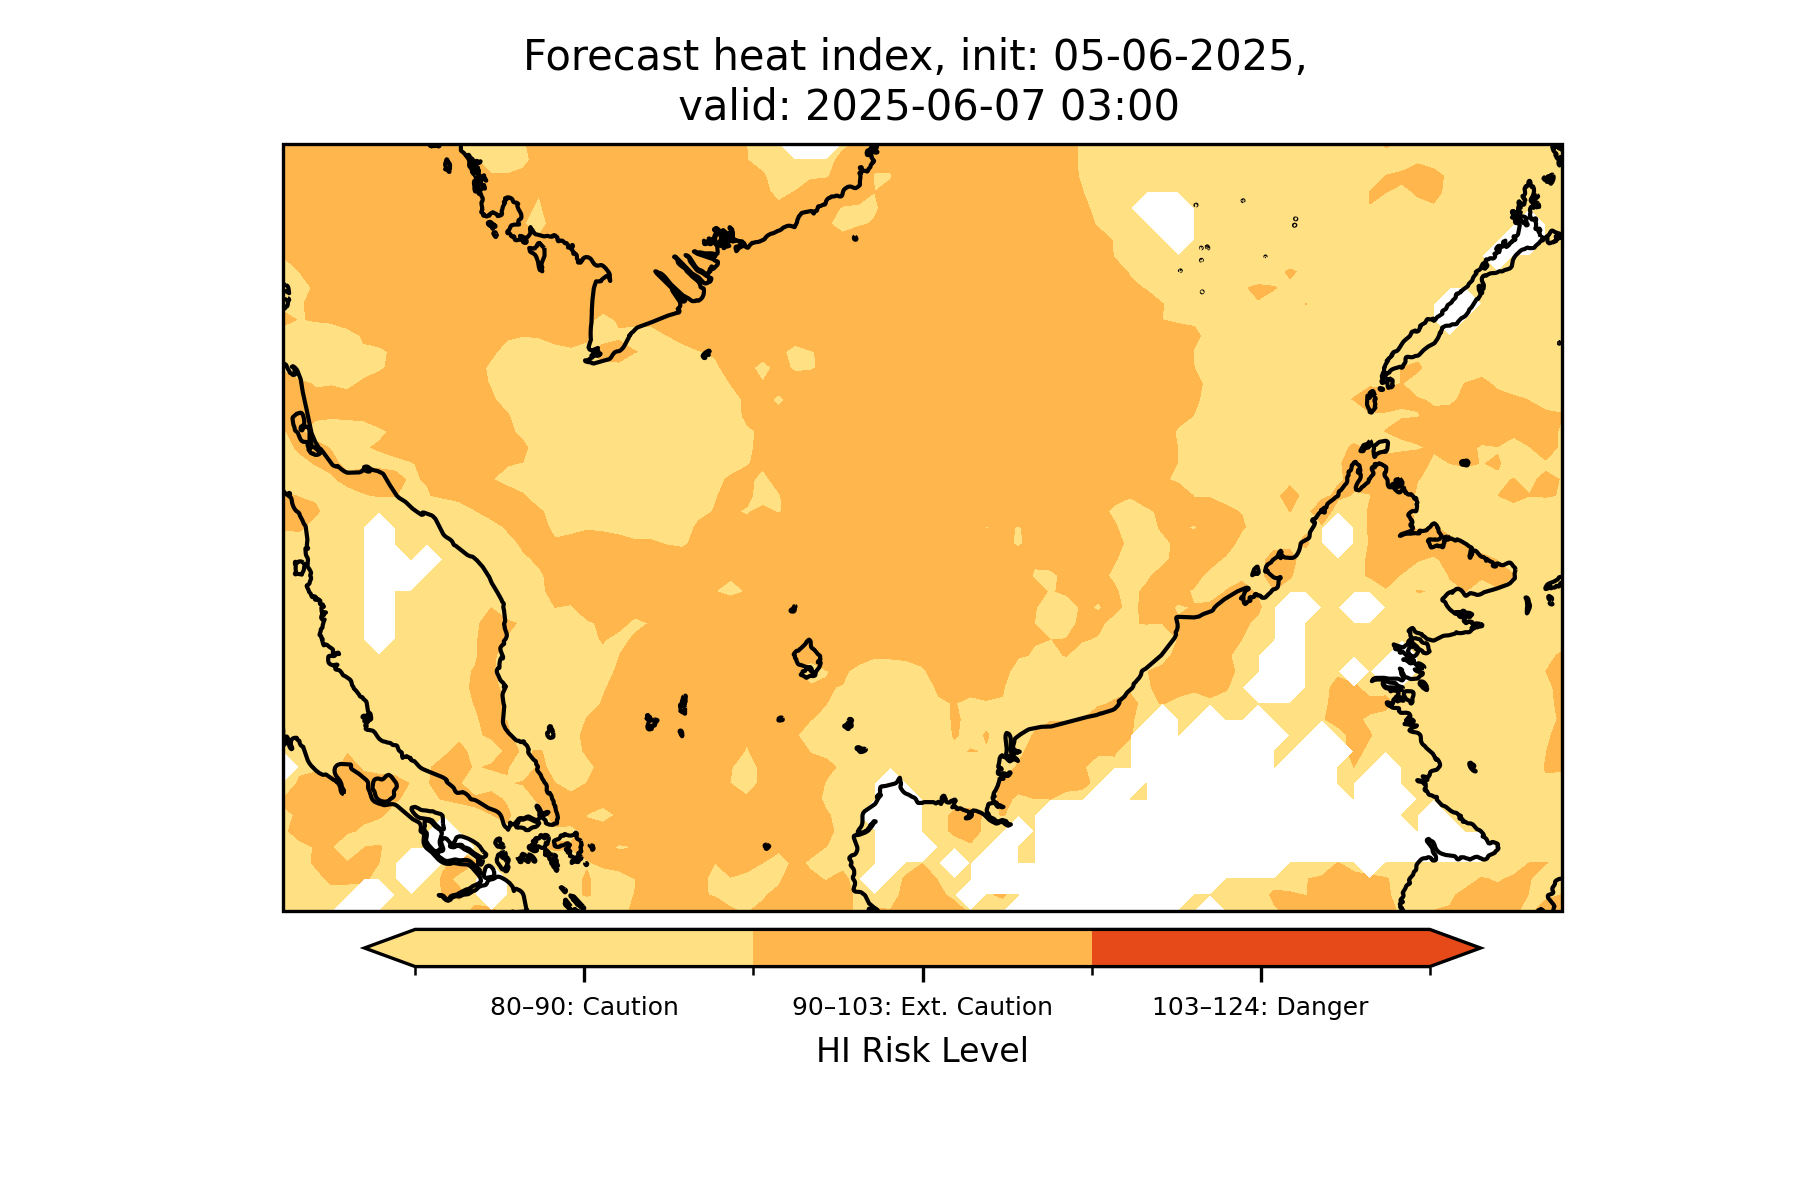 Forecast heat index, init: 05-06-2025,
valid: 2025-06-07 03:00
80–90: Caution
90–103: Ext. Caution
103–124: Danger
HI Risk Level